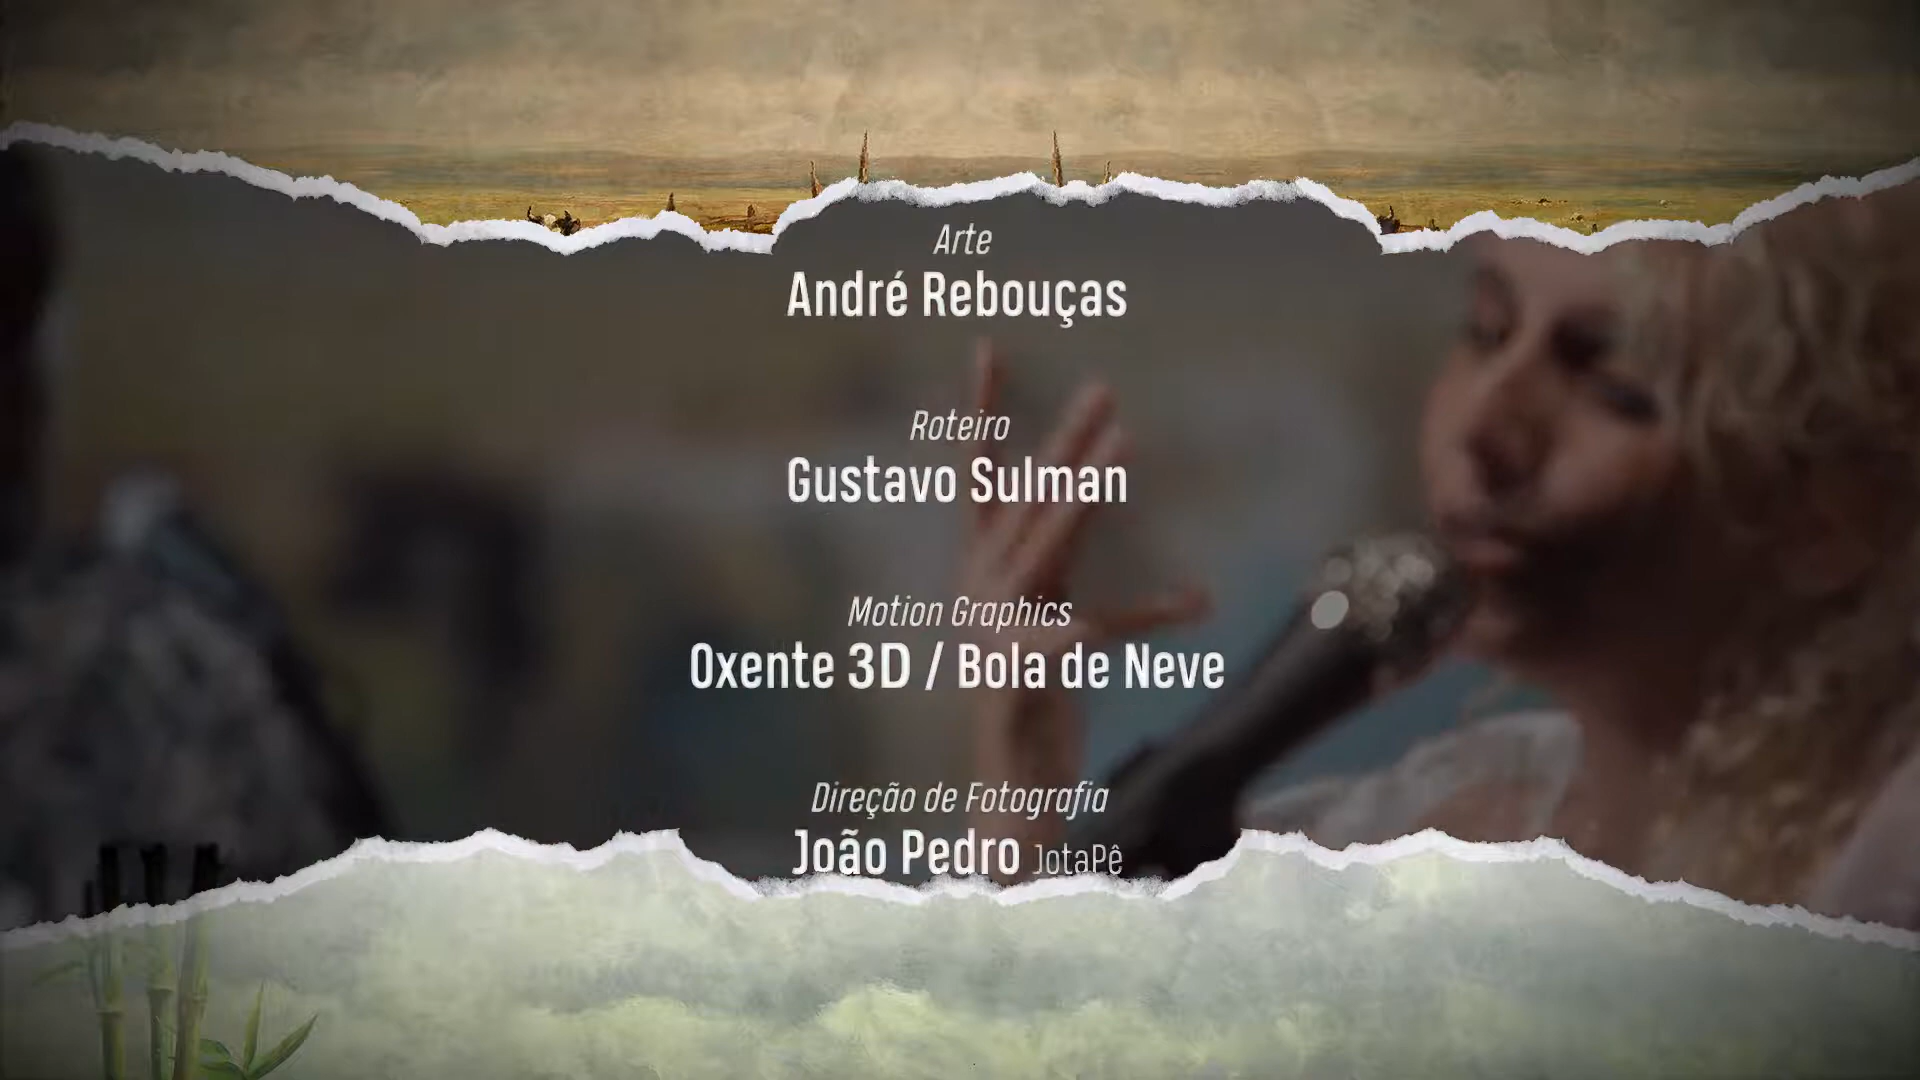 Arte
André Rebouças
Roteiro
Gustavo Sulman
Motion Graphics
Oxente 3D / Bola de Neve
Direção de Fotografia
João Pedro JotaPê